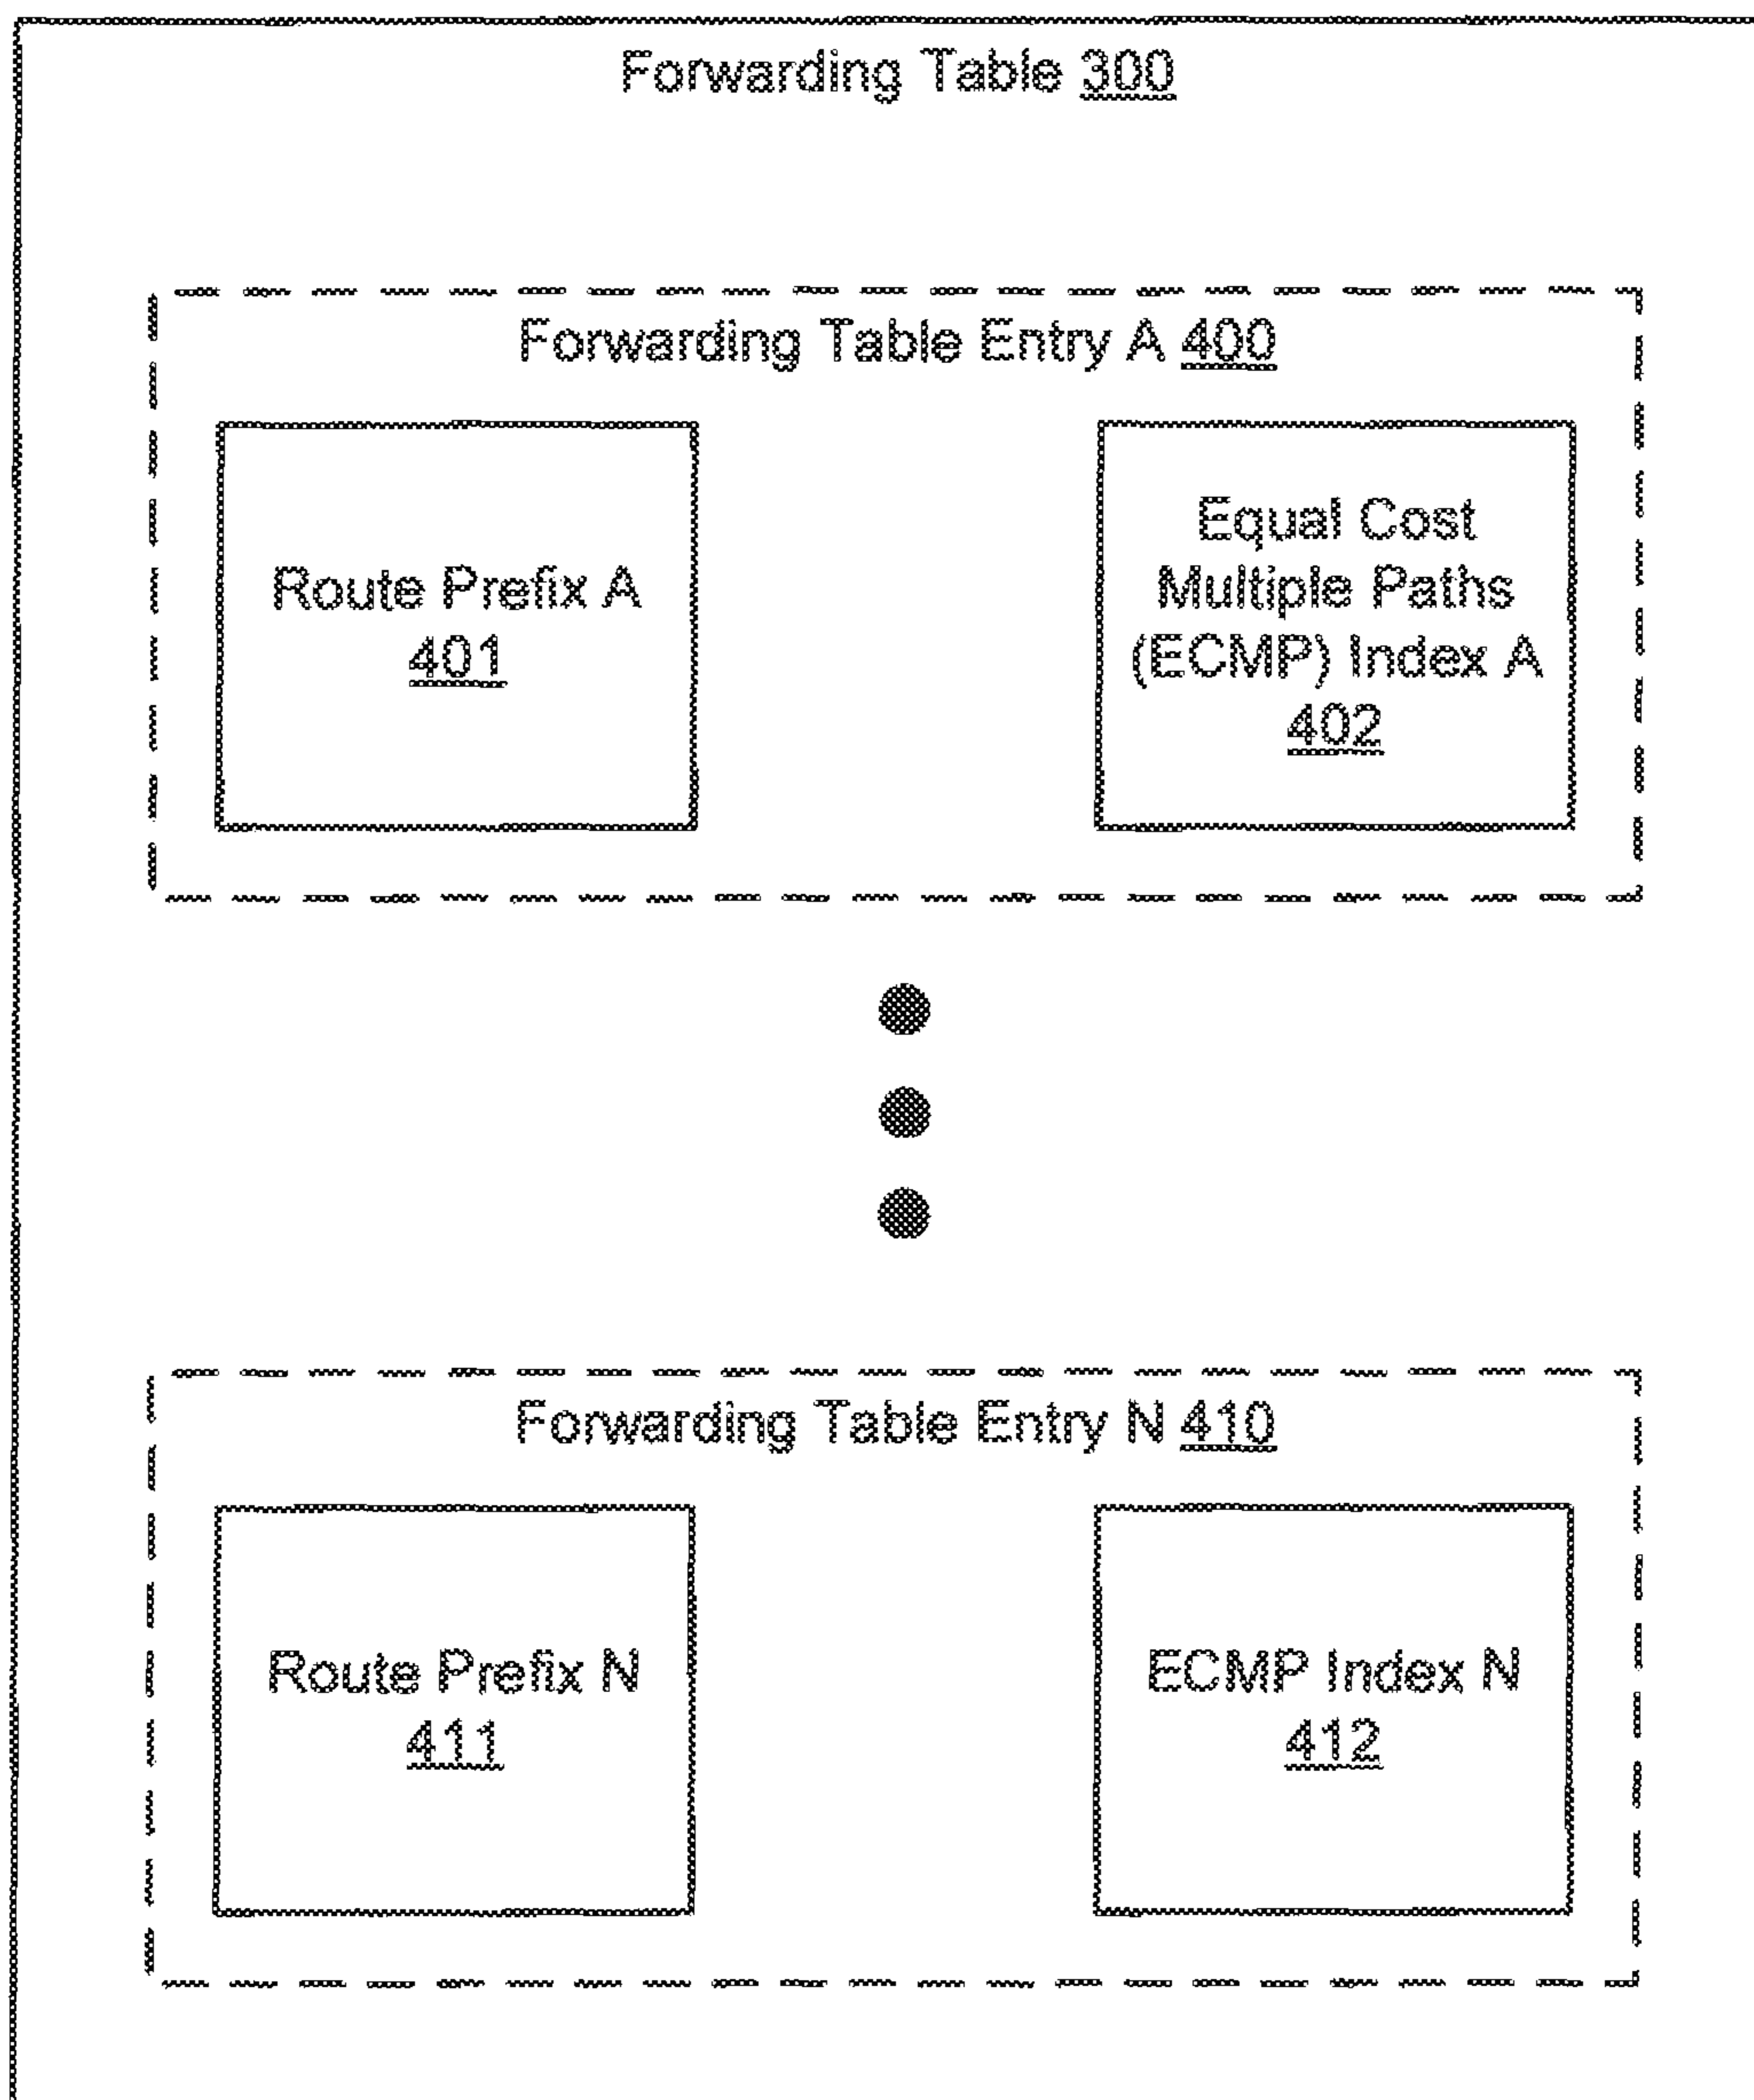 Forwarding Table 300
Forwarding Table Entry A 400
Route Prefix A
401
Equal Cost
Multiple Paths
(ECMP) Index A
402
Forwarding Table Entry N 410
Route Prefix N
411
ECMP Index N
412